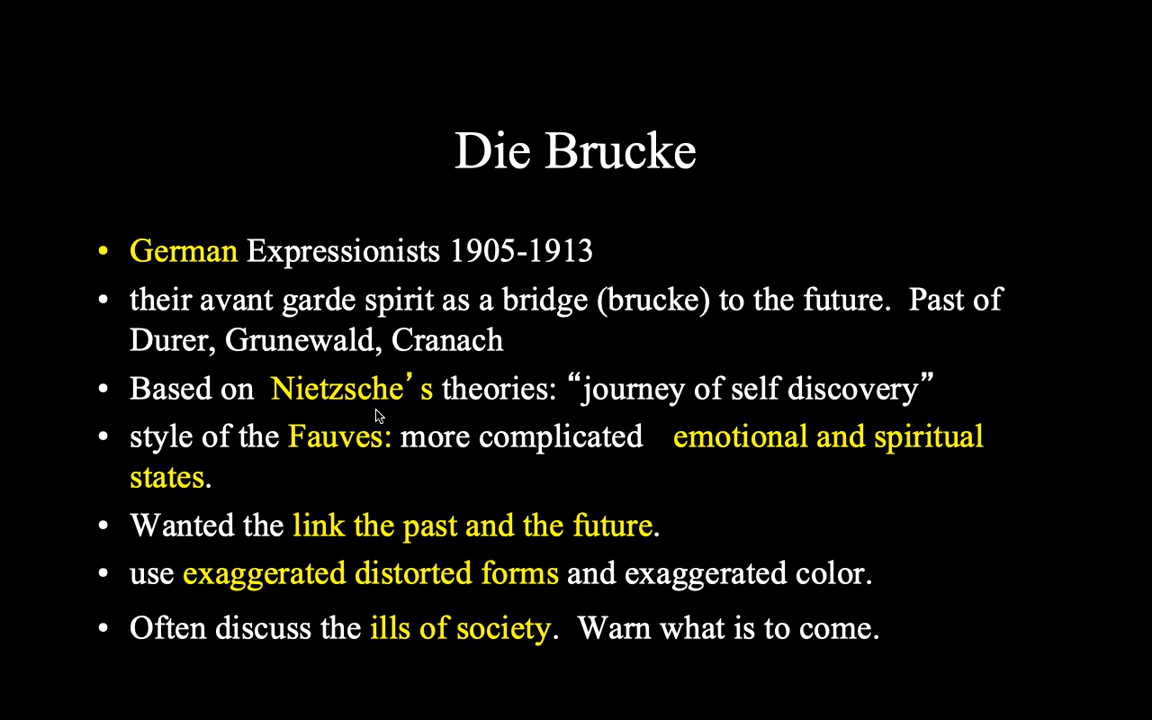 Die Brucke
• German Expressionists 1905-1913
• their avant garde spirit as a bridge (brucke) to the future.  Past of
Durer, Grunewald, Cranach
• Based on  Nietzsche’s theories: “journey of self discovery”
• style of the Fauves: more complicated   emotional and spiritual
states.
• Wanted the link the past and the future.
• use exaggerated distorted forms and exaggerated color.
• Often discuss the ills of society.  Warn what is to come.